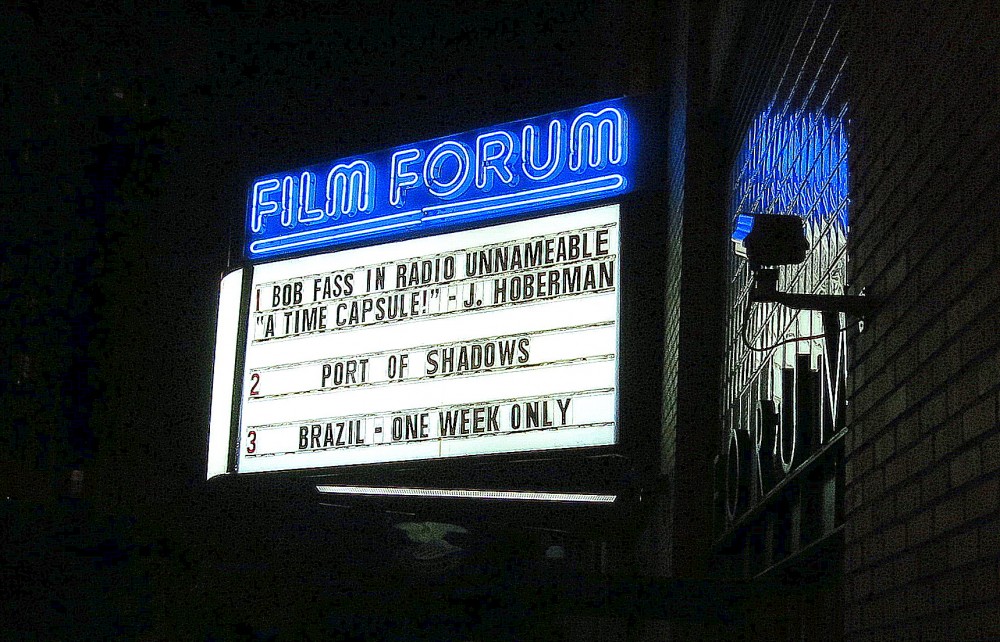 FILM FORUM
1 BOB FASS IN RADIO UNNAMEABLE
"A TIME CAPSULE!" - J. HOBERMAN
2 PORT OF SHADOWS
3 BRAZIL - ONE WEEK ONLY